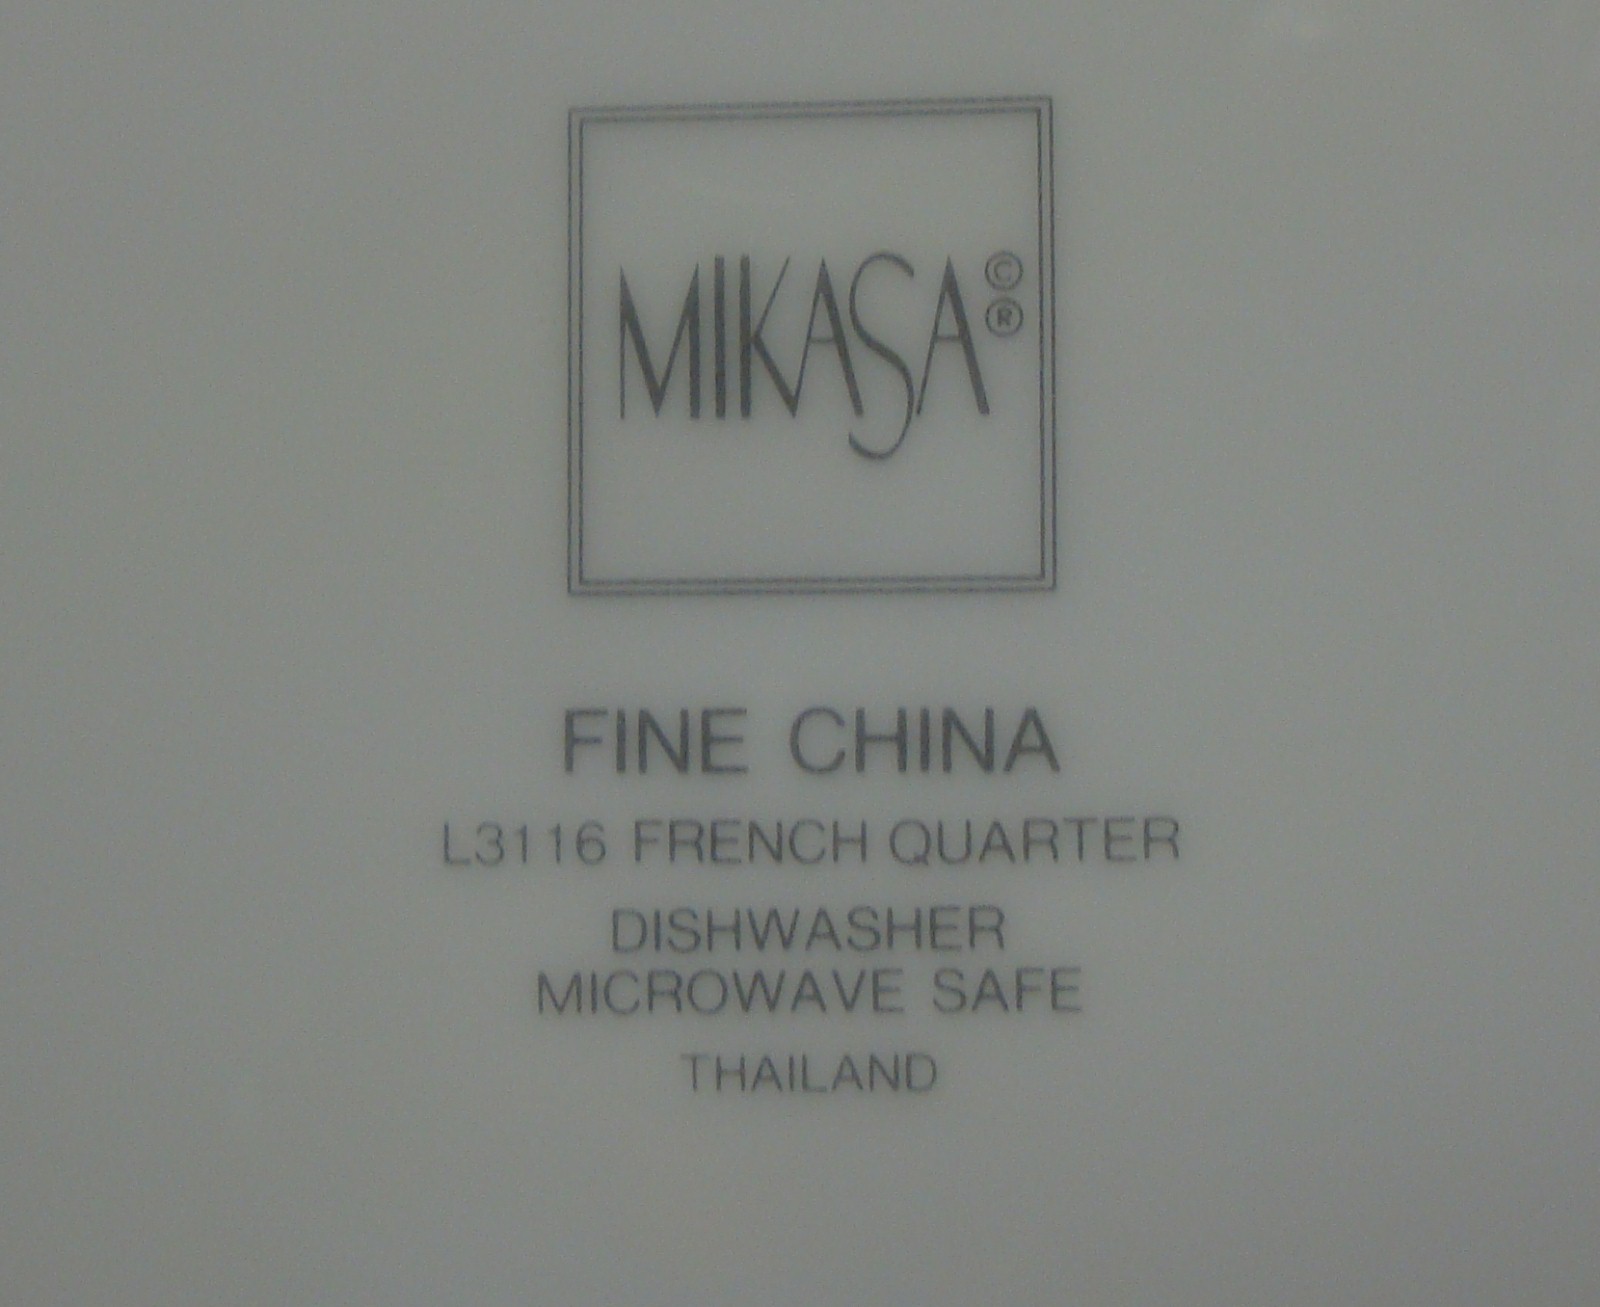 MIKASA©®
FINE CHINA
L3116 FRENCH QUARTER
DISHWASHER
MICROWAVE SAFE
THAILAND